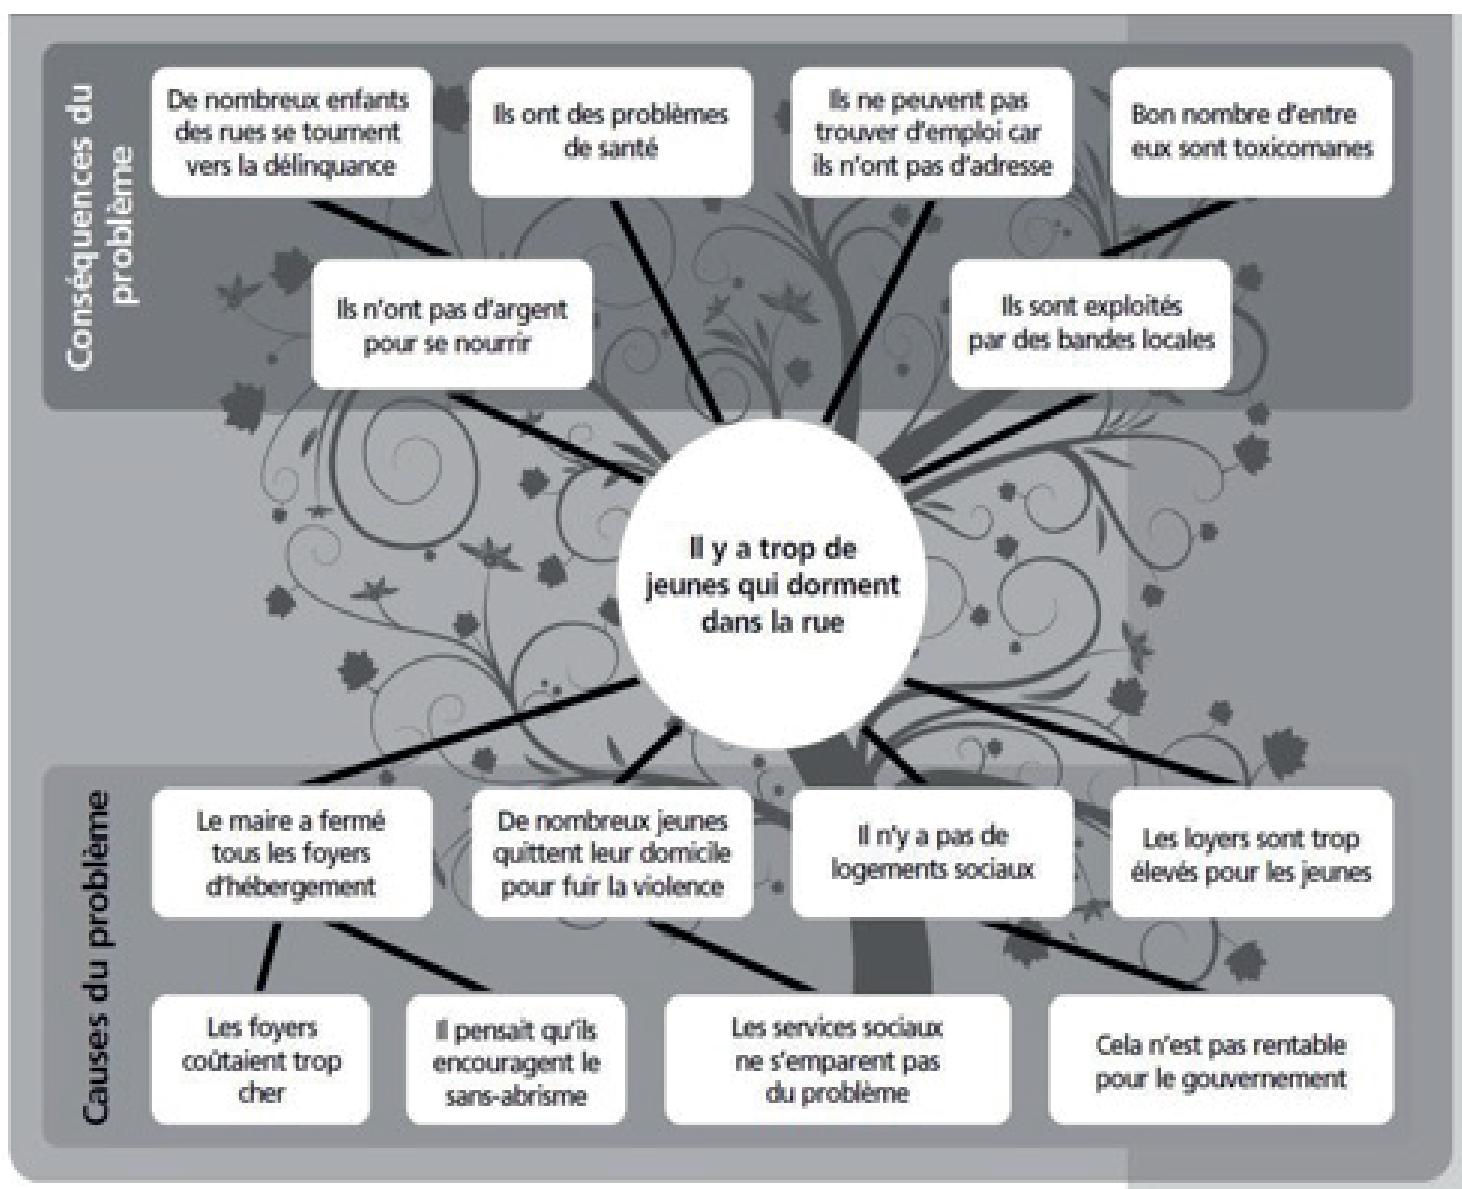 Conséquences du
problème
De nombreux enfants
des rues se tournent
vers la délinquance
Ils ont des problèmes
de santé
Ils ne peuvent pas
trouver d'emploi car
ils n'ont pas d'adresse
Bon nombre d'entre
eux sont toxicomanes
Ils n'ont pas d'argent
pour se nourrir
Ils sont exploités
par des bandes locales
Il y a trop de
jeunes qui dorment
dans la rue
Causes du problème
Le maire a fermé
tous les foyers
d'hébergement
De nombreux jeunes
quittent leur domicile
pour fuir la violence
Il n'y a pas de
logements sociaux
Les loyers sont trop
élevés pour les jeunes
Les foyers
coûtaient trop
cher
Il pensait qu'ils
encouragent le
sans-abrisme
Les services sociaux
ne s'emparent pas
du problème
Cela n'est pas rentable
pour le gouvernement